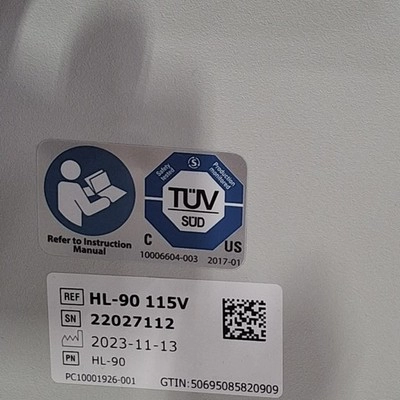 Safety tested
S
Production monitored
TÜV
SÜD
C US
Refer to Instruction
Manual
10006604-003 2017-01
REF HL-90 115V
SN 22027112
2023-11-13
PN HL-90
PC10001926-001 GTIN:50695085820909